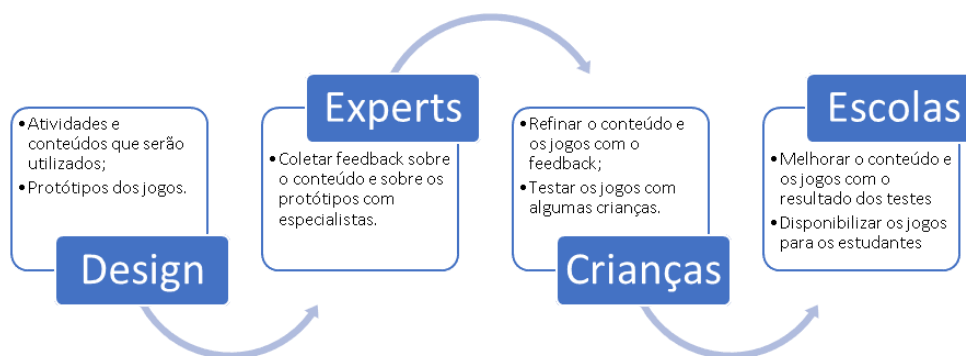 • Atividades e
conteúdos que serão
utilizados;
• Protótipos dos jogos.
Design
Experts
• Coletar feedback sobre
o conteúdo e sobre os
protótipos com
especialistas.
• Refinar o conteúdo e
os jogos com o
feedback;
• Testar os jogos com
algumas crianças.
Crianças
Escolas
• Melhorar o conteúdo e
os jogos com o
resultado dos testes
• Disponibilizar os jogos
para os estudantes